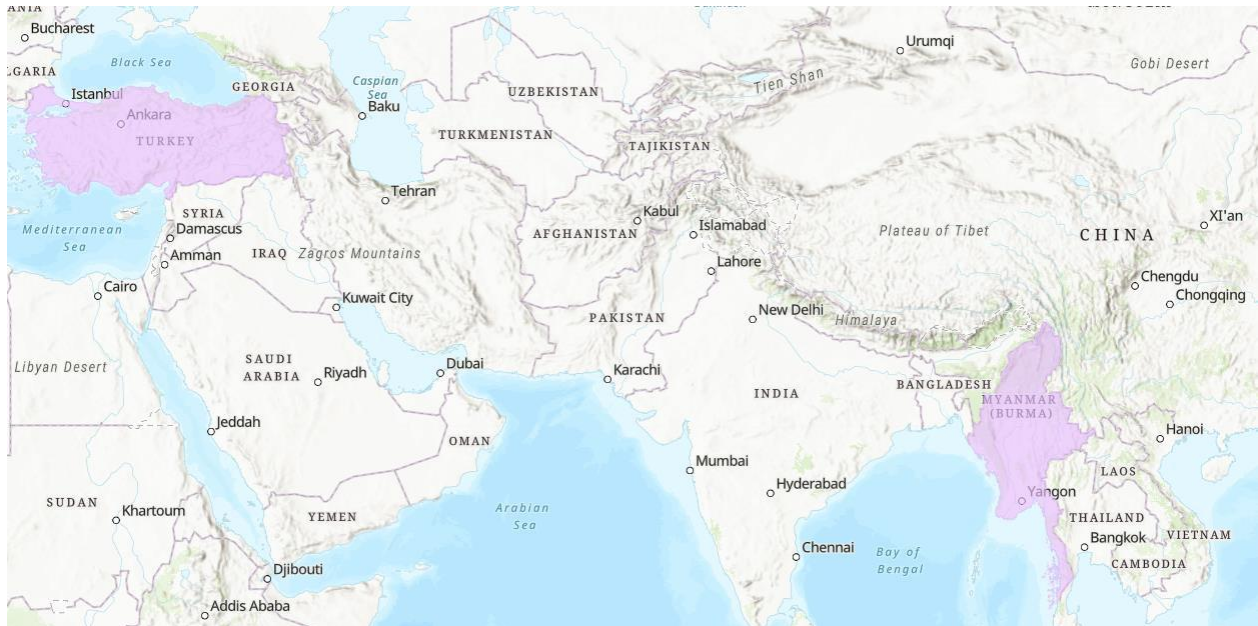 ANIA
Bucharest
LGARIA
Black Sea
Istanbul
Ankara
TURKEY
GEORGIA
Caspian
Sea
Baku
UZBEKISTAN
TURKMENISTAN
TAJIKISTAN
Tien Shan
Urumqi
Gobi Desert
Tehran
SYRIA
Damascus
Mediterranean
Sea
Amman
IRAQ
Zagros Mountains
AFGHANISTAN
Kabul
Islamabad
Lahore
Plateau of Tibet
CHINA
XI'an
Chengdu
Chongqing
Cairo
Kuwait City
PAKISTAN
New Delhi
Himalaya
Libyan Desert
SAUDI
ARABIA
Riyadh
Dubai
Karachi
INDIA
BANGLADESH
MYANMAR
(BURMA)
Jeddah
OMAN
Hanoi
Mumbai
LAOS
Hyderabad
Yangon
SUDAN
Khartoum
YEMEN
Arabian
Sea
THAILAND
Bangkok
VIETNAM
CAMBODIA
Chennai
Bay of
Bengal
Djibouti
Addis Ababa